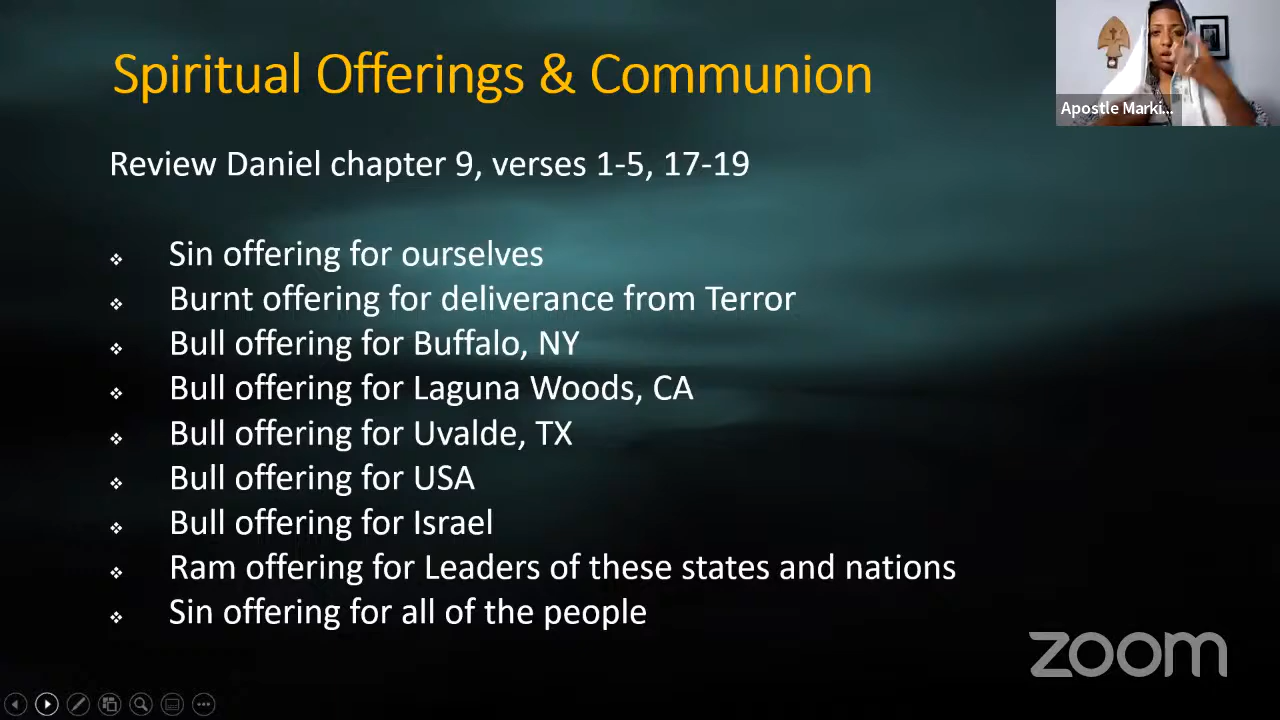 Spiritual Offerings & Communion
Apostle Marki...
Review Daniel chapter 9, verses 1-5, 17-19
❖ Sin offering for ourselves
❖ Burnt offering for deliverance from Terror
❖ Bull offering for Buffalo, NY
❖ Bull offering for Laguna Woods, CA
❖ Bull offering for Uvalde, TX
❖ Bull offering for USA
❖ Bull offering for Israel
❖ Ram offering for Leaders of these states and nations
❖ Sin offering for all of the people
zoom